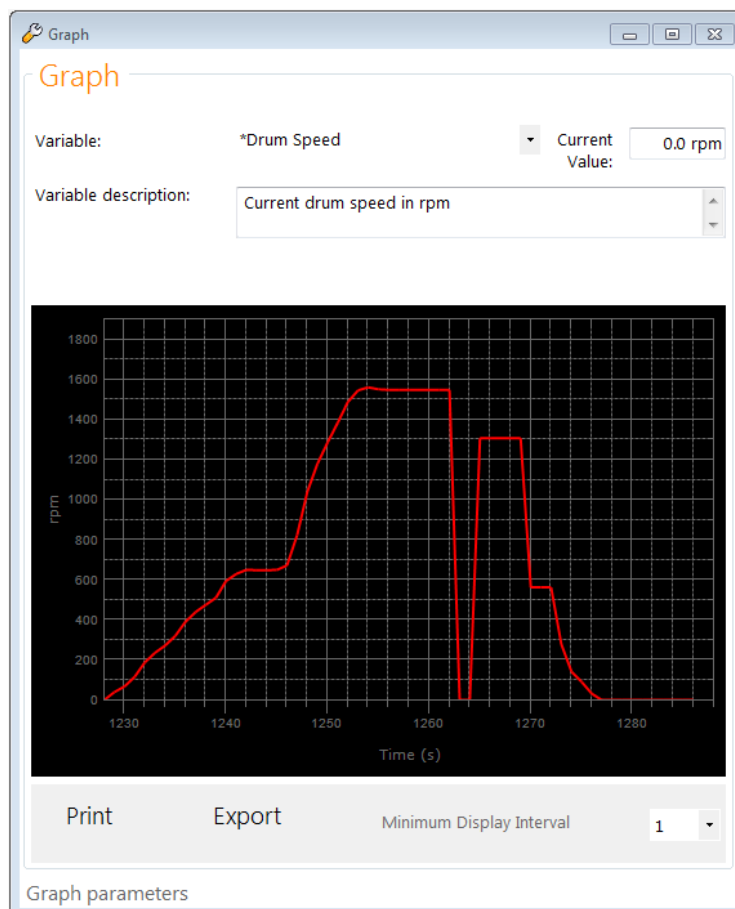 Graph
Graph
Variable:
*Drum Speed
Current Value:
0.0 rpm
Variable description:
Current drum speed in rpm
rpm
1800
1600
1400
1200
1000
800
600
400
200
0
1230 1240 1250 1260 1270 1280
Time (s)
Print Export Minimum Display Interval 1
Graph parameters